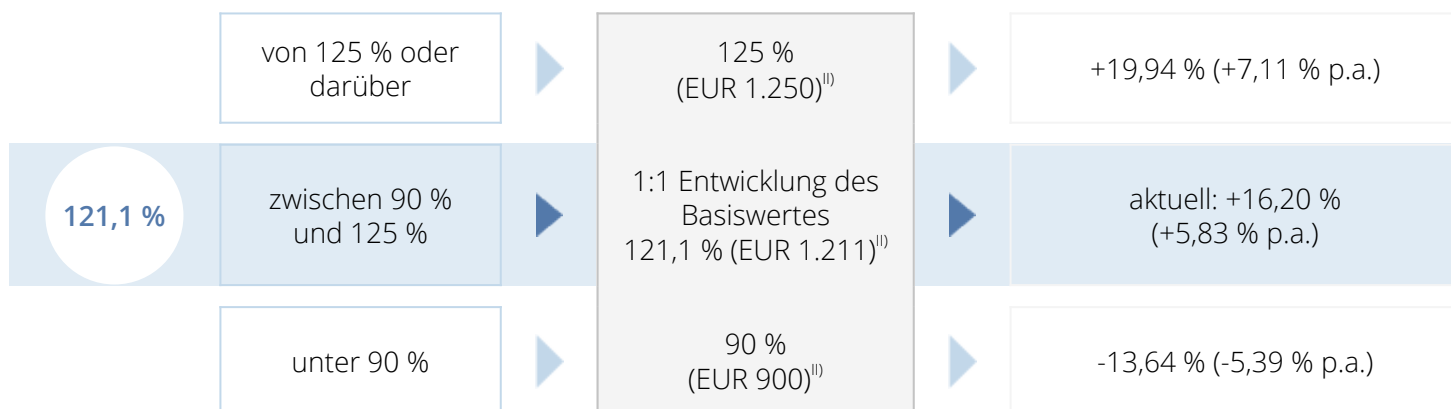 von 125 % oder
darüber
125 %
(EUR 1.250)II)
+19,94 % (+7,11 % p.a.)
121,1 %
zwischen 90 %
und 125 %
1:1 Entwicklung des
Basiswertes
121,1 % (EUR 1.211)II)
aktuell: +16,20 %
(+5,83 % p.a.)
unter 90 %
90 %
(EUR 900)II)
-13,64 % (-5,39 % p.a.)